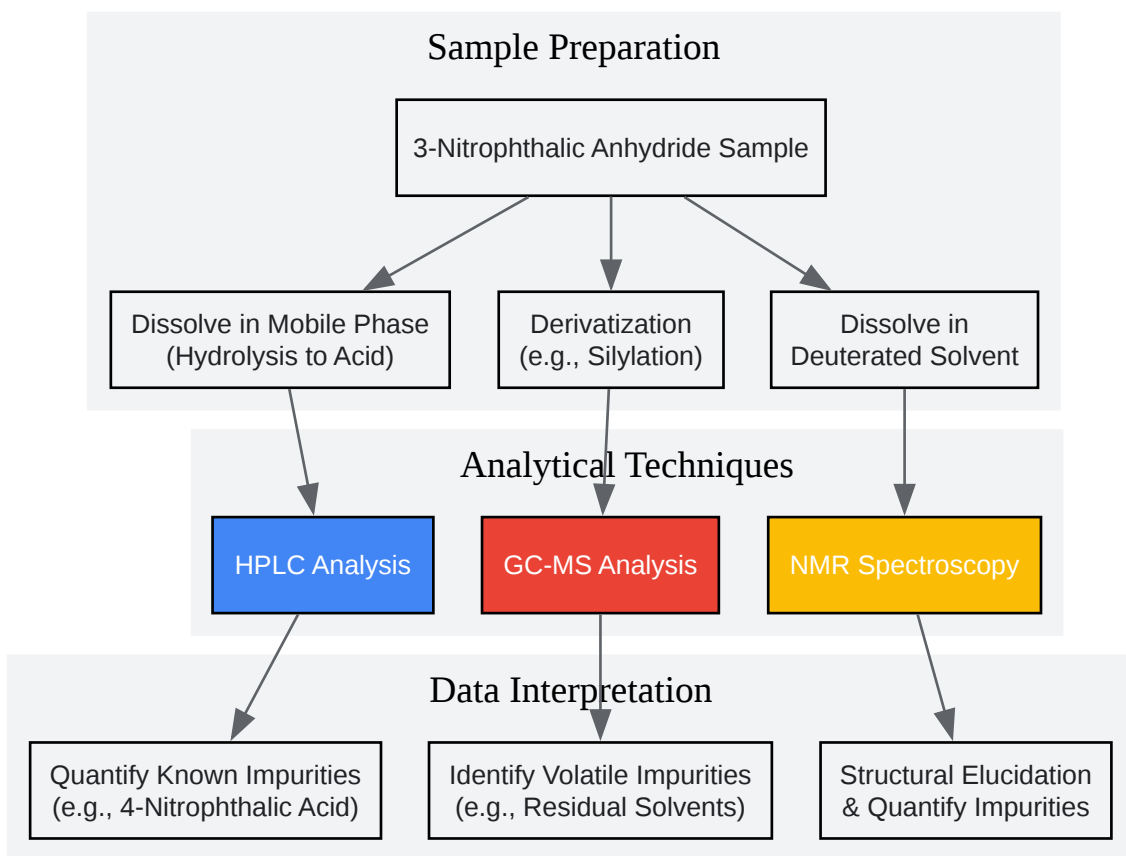 Sample Preparation
3-Nitrophthalic Anhydride Sample
Dissolve in Mobile Phase
(Hydrolysis to Acid)
Derivatization
(e.g., Silylation)
Dissolve in
Deuterated Solvent
Analytical Techniques
HPLC Analysis
GC-MS Analysis
NMR Spectroscopy
Data Interpretation
Quantify Known Impurities
(e.g., 4-Nitrophthalic Acid)
Identify Volatile Impurities
(e.g., Residual Solvents)
Structural Elucidation
& Quantify Impurities